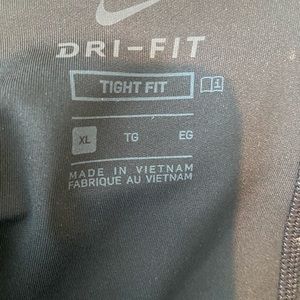 DRI-FIT
TIGHT FIT
XL TG EG
MADE IN VIETNAM
FABRIQUE AU VIETNAM